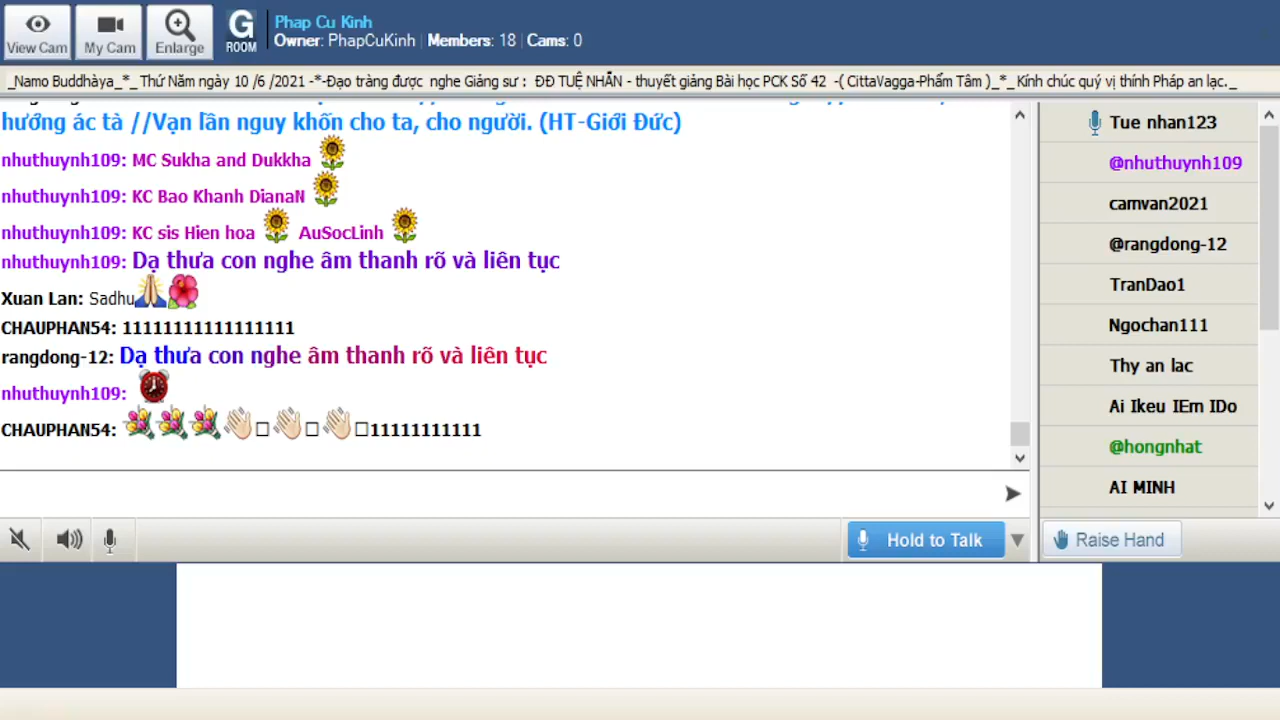 View Cam
My Cam
Enlarge
G
ROOM
Phap Cu Kinh
Owner: PhapCuKinh | Members: 18 | Cams: 0
_Namo Buddhàya_*_ Thứ Năm ngày 10 /6 /2021 -*-Đạo tràng được nghe Giảng sư : ĐĐ TUỆ NHẪN - thuyết giảng Bài học PCK Số 42 -( CittaVagga-Phẩm Tâm )_*_Kính chúc quý vị thính Pháp an lạc._
hướng ác tà //Vạn lần nguy khốn cho ta, cho người. (HT-Giới Đức)
nhuthuynh109: MC Sukha and Dukkha
nhuthuynh109: KC Bao Khanh DianaN
nhuthuynh109: KC sis Hien hoa AuSocLinh
nhuthuynh109: Dạ thưa con nghe âm thanh rõ và liên tục
Xuan Lan: Sadhu
CHAUPHAN54: 11111111111111111
rangdong-12: Dạ thưa con nghe âm thanh rõ và liên tục
nhuthuynh109:
CHAUPHAN54: 11111111111
Tue nhan123
@nhuthuynh109
camvan2021
@rangdong-12
TranDao1
Ngochan111
Thy an lac
Ai Ikeu IEm IDo
@hongnhat
AI MINH
Hold to Talk
Raise Hand